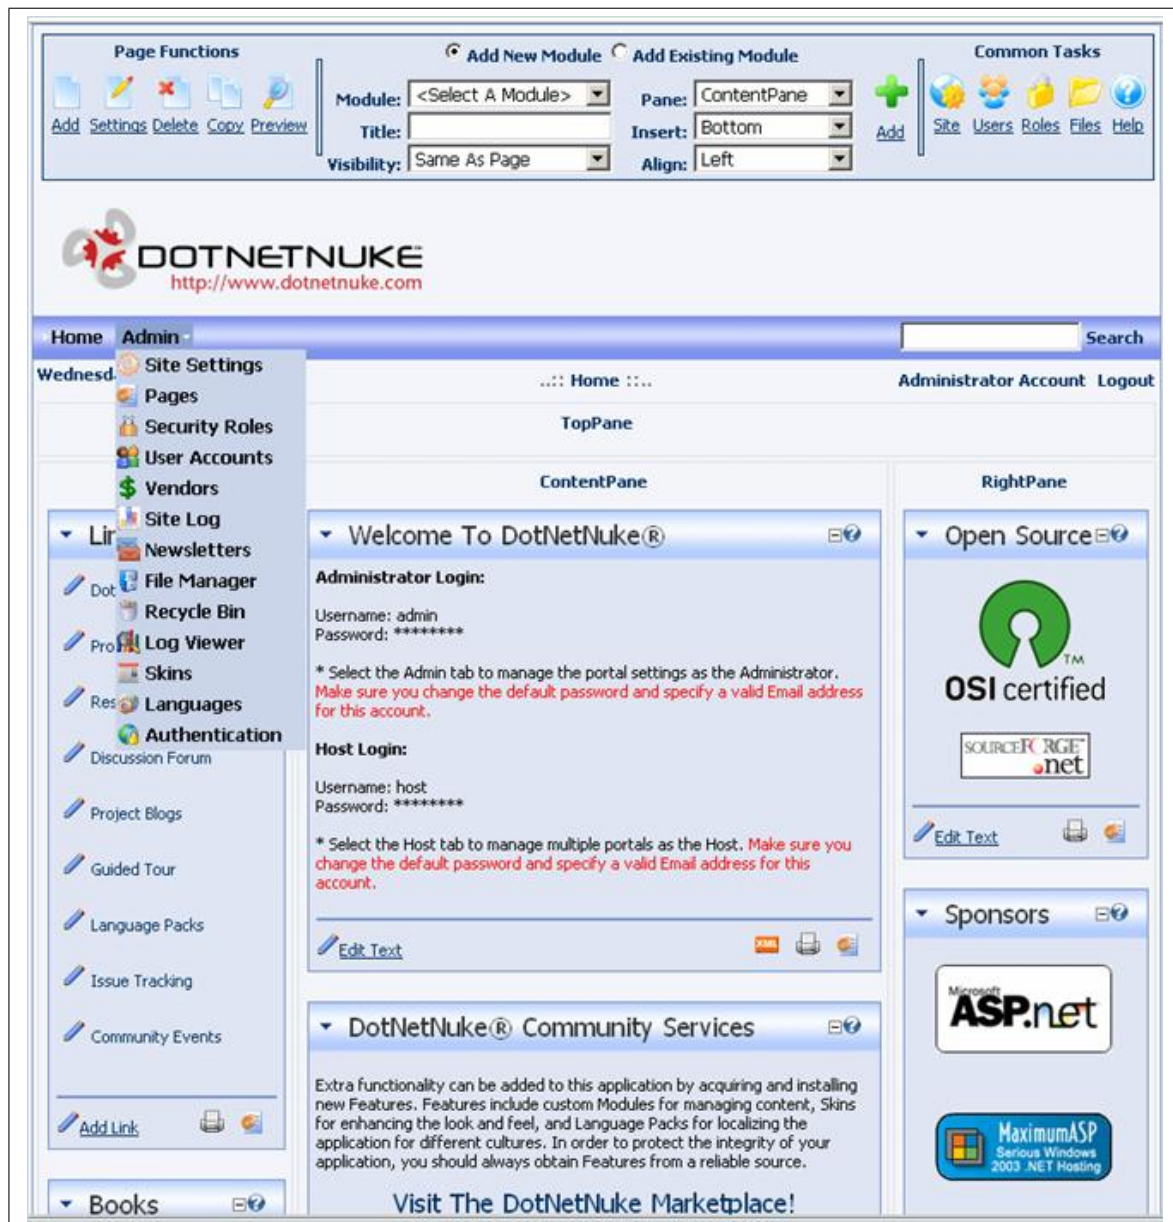 Page Functions
Add New Module Add Existing Module
Common Tasks
Module: <Select A Module> Pane: ContentPane
Add Settings Delete Copy Preview
Title: Insert: Bottom Add
Site Users Roles Files Help
Visibility: Same As Page Align: Left
DOTNETNUKE
http://www.dotnetnuke.com
Home Admin Search
Site Settings
Pages
Security Roles
User Accounts
Vendors
Site Log
Newsletters
File Manager
Recycle Bin
Log Viewer
Skins
Languages
Authentication
Wednesd
..:: Home ::..
Administrator Account Logout
TopPane
ContentPane
RightPane
Dot
Pro
Res
Discussion Forum
Project Blogs
Guided Tour
Language Packs
Issue Tracking
Community Events
Add Link
Books
Welcome To DotNetNuke®
Administrator Login:
Username: admin
Password: ********
* Select the Admin tab to manage the portal settings as the Administrator.
Make sure you change the default password and specify a valid Email address
for this account.
Host Login:
Username: host
Password: ********
* Select the Host tab to manage multiple portals as the Host. Make sure you
change the default password and specify a valid Email address for this
account.
Edit Text
XML
DotNetNuke® Community Services
Extra functionality can be added to this application by acquiring and installing
new Features. Features include custom Modules for managing content, Skins
for enhancing the look and feel, and Language Packs for localizing the
application for different cultures. In order to protect the integrity of your
application, you should always obtain Features from a reliable source.
Visit The DotNetNuke Marketplace!
Open Source
TM
OSI certified
SOURCEFORGE
.net
Edit Text
Sponsors
Microsoft
ASP.net
MaximumASP
Serious Windows
2003 .NET Hosting